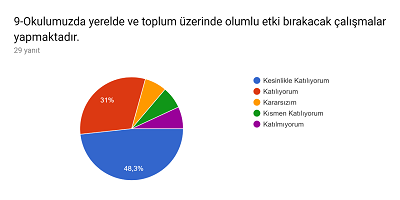 9-Okulumuzda yerelde ve toplum üzerinde olumlu etki bırakacak çalışmalar
yapmaktadır.
29 yanıt
Kesinlikle Katılıyorum
Katılıyorum
Kararsızım
Kısmen Katılıyorum
Katılmıyorum
31%
48,3%